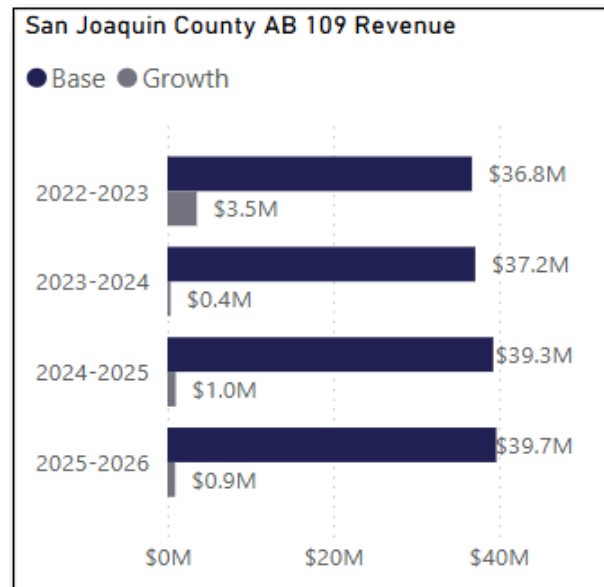 San Joaquin County AB 109 Revenue
Base Growth
2022-2023
$36.8M
$3.5M
2023-2024
$37.2M
$0.4M
2024-2025
$39.3M
$1.0M
2025-2026
$39.7M
$0.9M
$0M $20M $40M